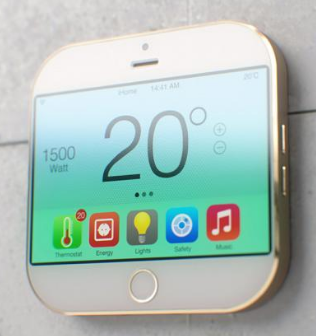 iHome 14:41 AM 20°C
20°
1500
Watt
20
Thermostat Energy Lights Safety Music